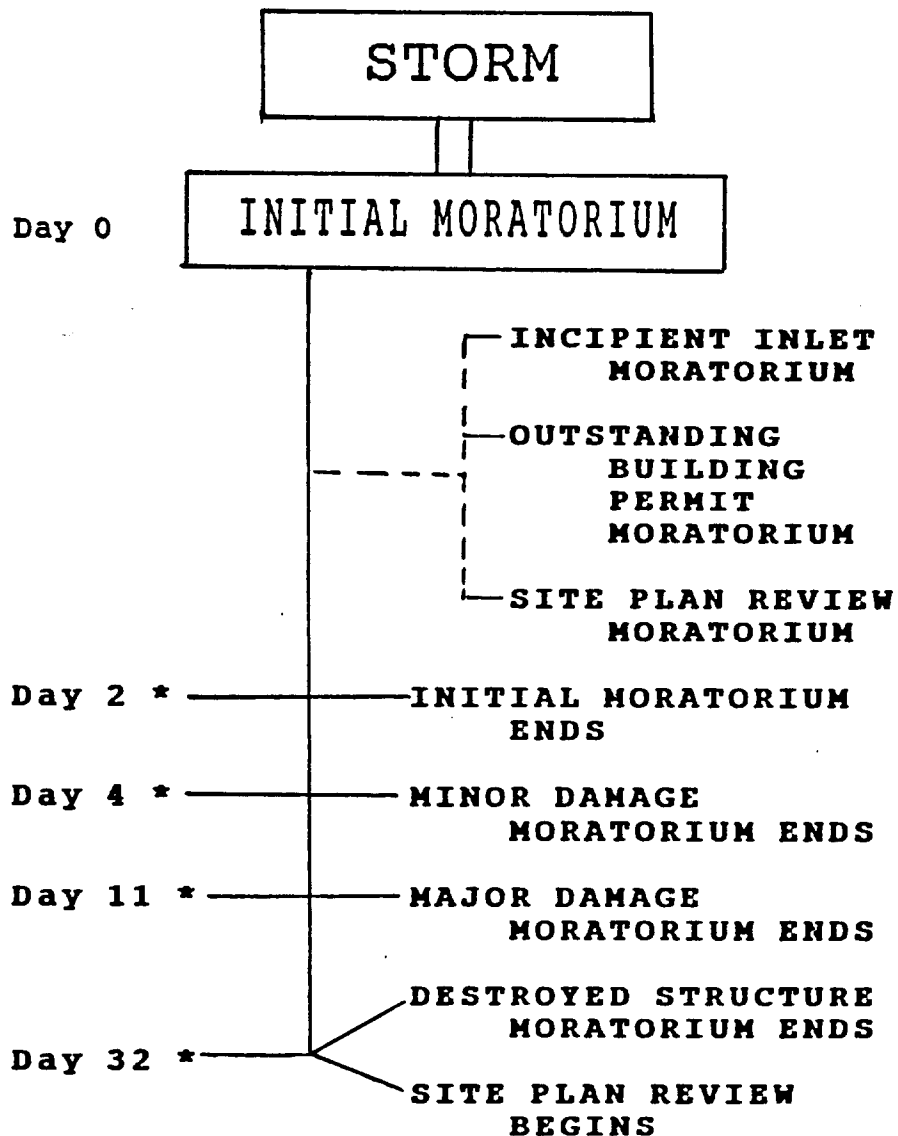 STORM
Day 0
INITIAL MORATORIUM
INCIPIENT INLET
MORATORIUM
OUTSTANDING
BUILDING
PERMIT
MORATORIUM
SITE PLAN REVIEW
MORATORIUM
Day 2 *
INITIAL MORATORIUM
ENDS
Day 4 *
MINOR DAMAGE
MORATORIUM ENDS
Day 11 *
MAJOR DAMAGE
MORATORIUM ENDS
DESTROYED STRUCTURE
MORATORIUM ENDS
Day 32 *
SITE PLAN REVIEW
BEGINS